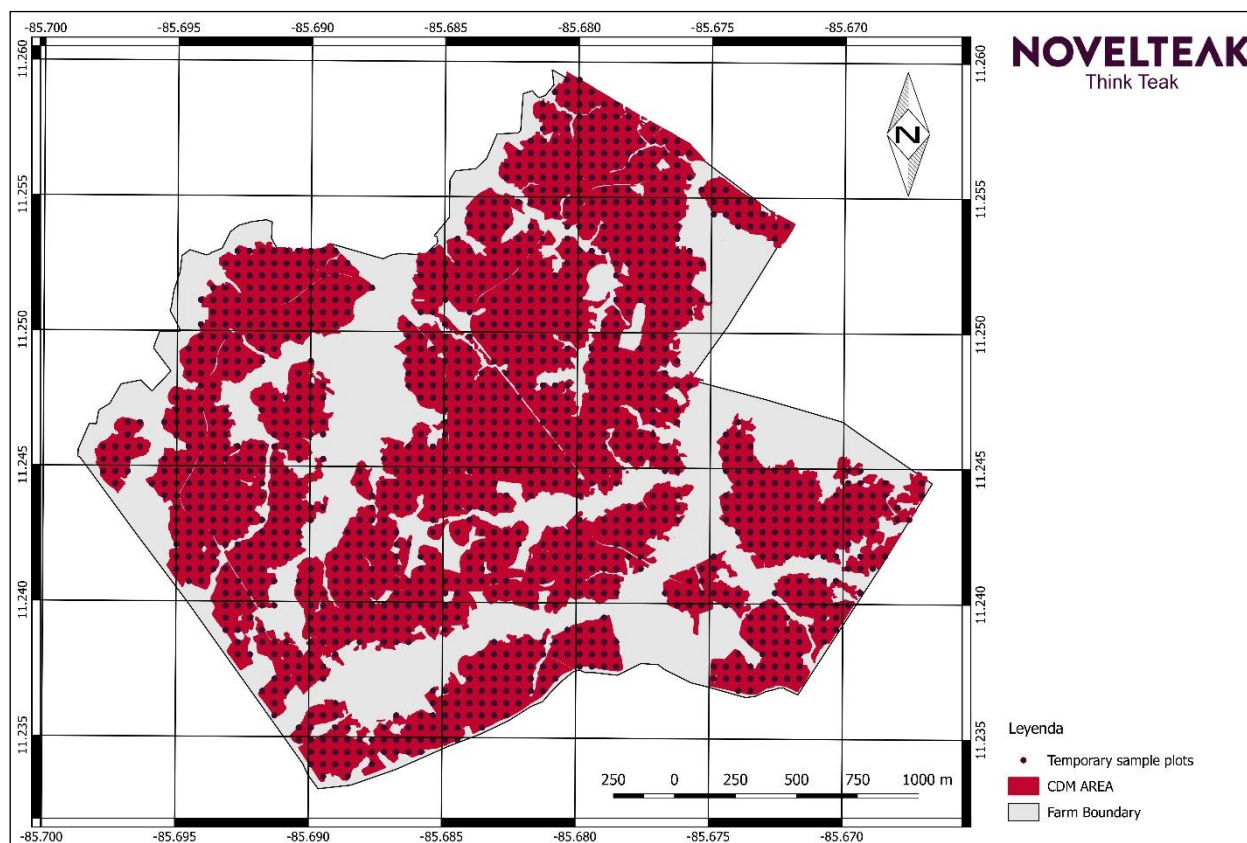 -85.700 -85.695 -85.690 -85.685 -85.680 -85.675 -85.670
NOVELTEAK
Think Teak
11.260 11.260
N
11.255 11.255
11.250 11.250
11.245 11.245
11.240 11.240
11.235 11.235
Leyenda
Temporary sample plots
CDM AREA
Farm Boundary
250 0 250 500 750 1000 m
-85.700 -85.695 -85.690 -85.685 -85.680 -85.675 -85.670